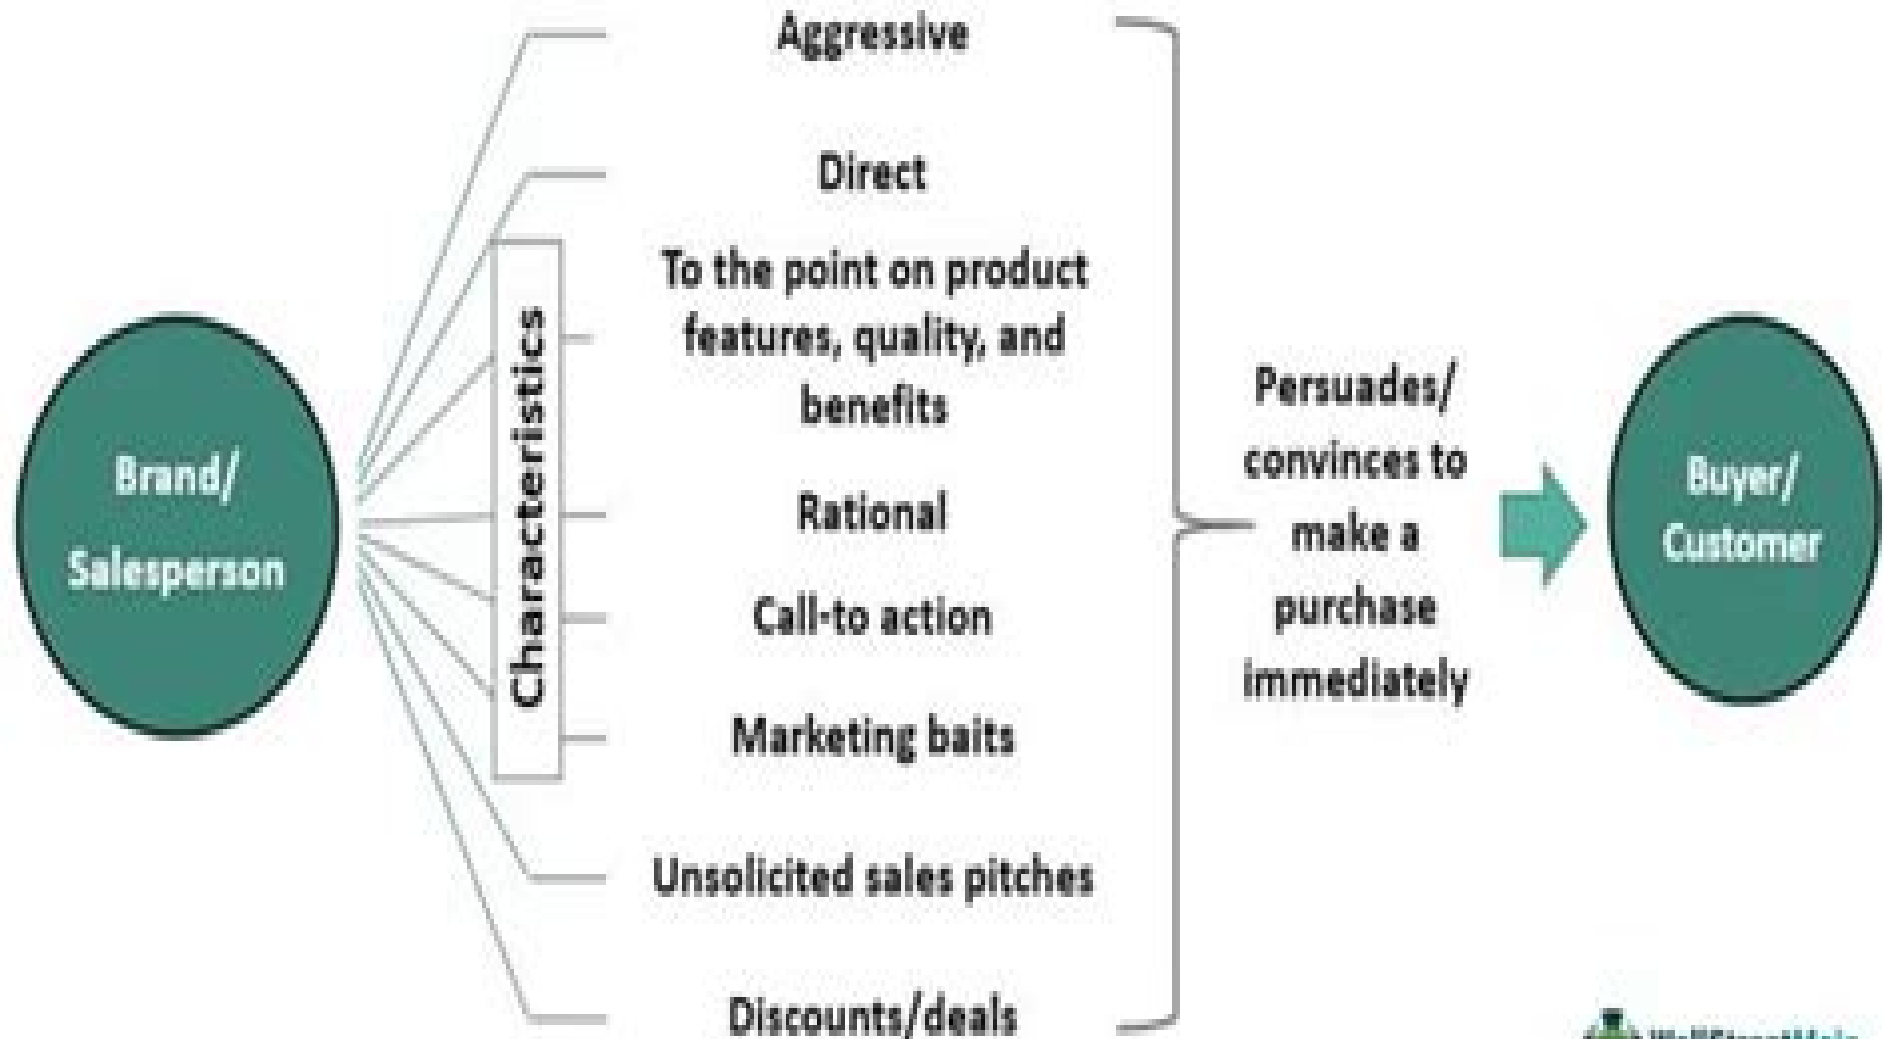 Aggressive
Direct
To the point on product
features, quality, and
benefits
Rational
Call-to action
Marketing baits
Unsolicited sales pitches
Discounts/deals
Characteristics
Brand/
Salesperson
Persuades/
convinces to
make a
purchase
immediately
Buyer/
Customer